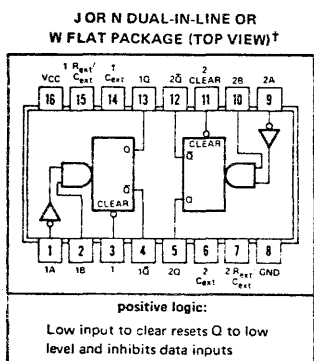 J OR N DUAL-IN-LINE OR
W FLAT PACKAGE (TOP VIEW)†
VCC 1 Rext/Cext 1 Cext 1Q 2Q̅ 2 CLEAR 2B 2A
16 15 14 13 12 11 10 9
Q Q̅ CLEAR
Q̅ CLEAR Q
1 2 3 4 5 6 7 8
1A 1B 1 1Q̅ 2Q 2 Cext 2 Rext/Cext GND
positive logic:
Low input to clear resets Q to low
level and inhibits data inputs